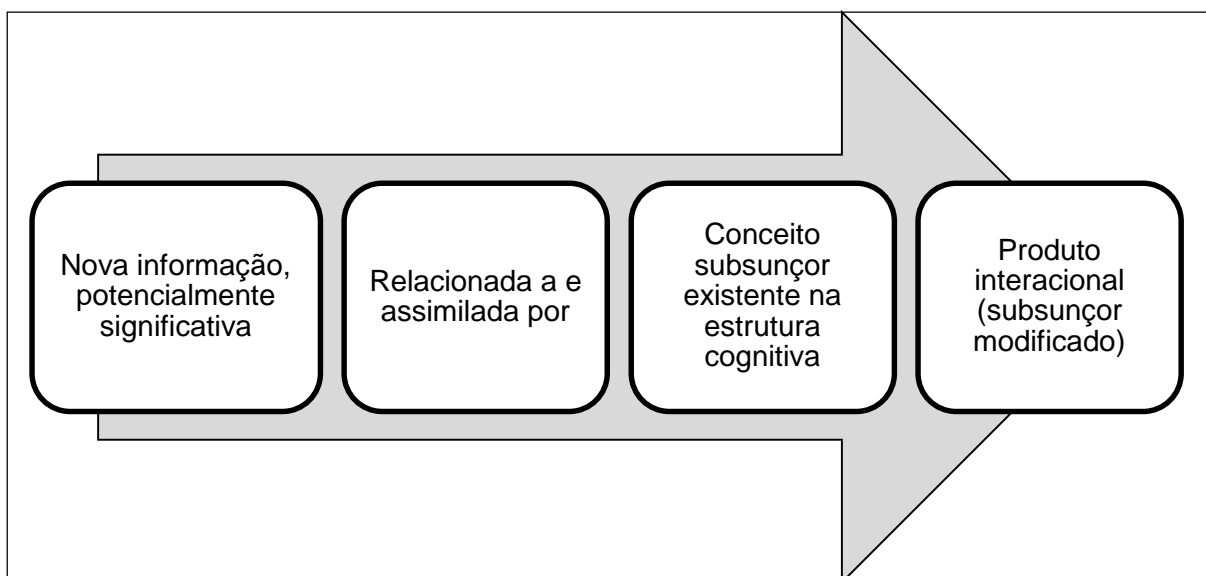 Nova informação,
potencialmente
significativa
Relacionada a e
assimilada por
Conceito
subsunçor
existente na
estrutura
cognitiva
Produto
interacional
(subsunçor
modificado)